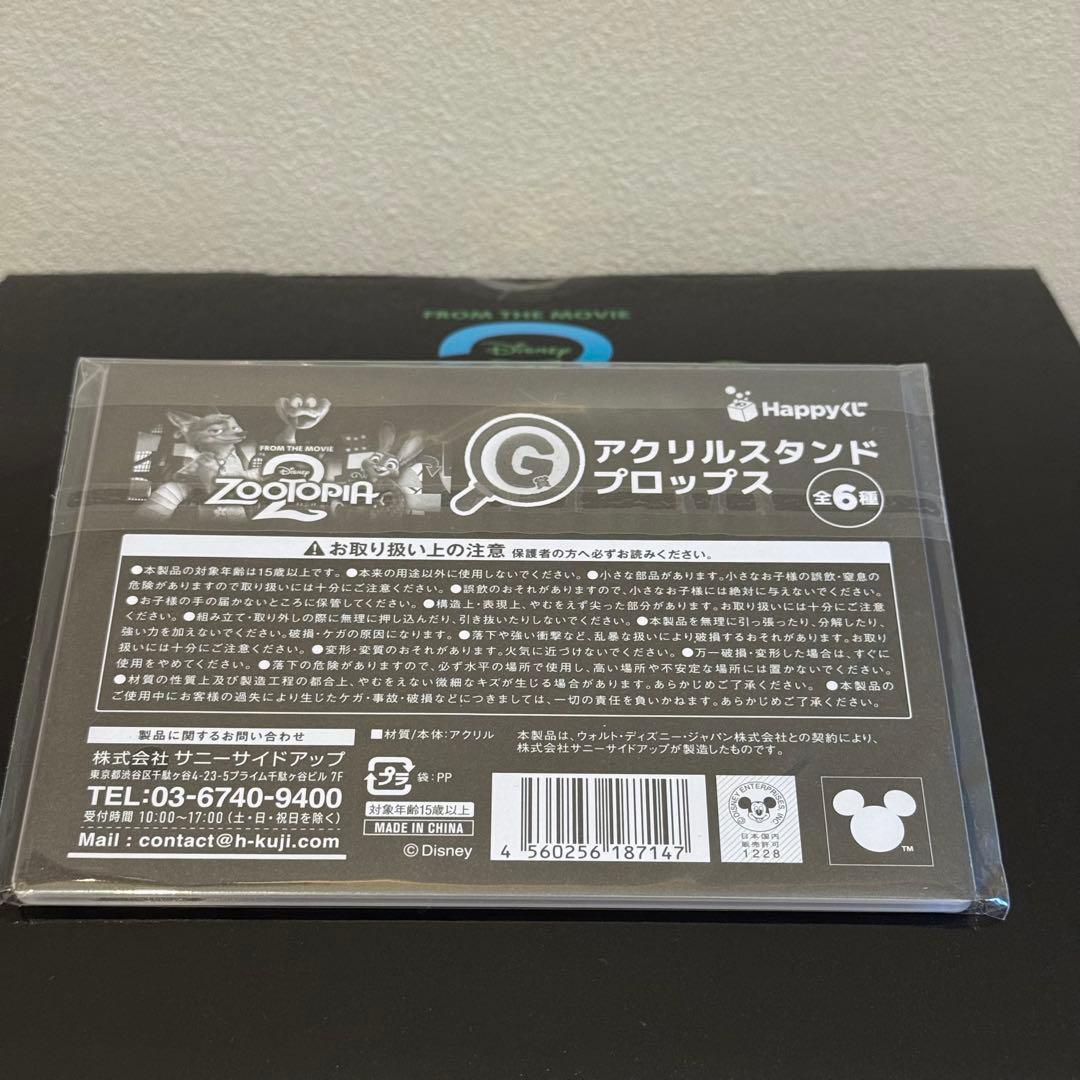 FROM THE MOVIE
Disney
2
Happyくじ
FROM THE MOVIE
Disney
ZOOTOPIA
2
G
アクリルスタンド
プロップス
全6種
お取り扱い上の注意 保護者の方へ必ずお読みください。
●本製品の対象年齢は15歳以上です。●本来の用途以外に使用しないでください。●小さな部品があります。小さなお子様の誤飲・窒息の
危険がありますので取り扱いには十分にご注意ください。●誤飲のおそれがありますので、小さなお子様には絶対に与えないでください。
●お子様の手の届かないところに保管してください。●構造上・表現上、やむをえず尖った部分があります。お取り扱いには十分にご注意
ください。●組み立て・取り外しの際に無理に押し込んだり、引き抜いたりしないでください。●本製品を無理に引っ張ったり、分解したり、
強い力を加えないでください。破損・ケガの原因になります。●落下や強い衝撃など、乱暴な扱いにより破損するおそれがあります。お取り
扱いには十分にご注意ください。●変形・変質のおそれがあります。火気に近づけないでください。●万一破損・変形した場合は、すぐに
使用をやめてください。●落下の危険がありますので、必ず水平の場所で使用し、高い場所や不安定な場所には置かないでください。
●材質の性質上及び製造工程の都合上、やむをえない微細なキズが生じる場合があります。あらかじめご了承ください。●本製品の
ご使用中にお客様の過失により生じたケガ・事故・破損などにつきましては、一切の責任を負いかねます。あらかじめご了承ください。
製品に関するお問い合わせ
株式会社 サニーサイドアップ
東京都渋谷区千駄ヶ谷4-23-5プライム千駄ヶ谷ビル 7F
TEL:03-6740-9400
受付時間 10:00〜17:00(土・日・祝日を除く)
Mail : contact@h-kuji.com
■材質/本体:アクリル
プラ 袋:PP
対象年齢15歳以上
MADE IN CHINA
©Disney
本製品は、ウォルト・ディズニー・ジャパン株式会社との契約により、
株式会社サニーサイドアップが製造したものです。
4 560256 187147
©DISNEY ENTERPRISES, INC.
日本国内
販売許可
1228
TM